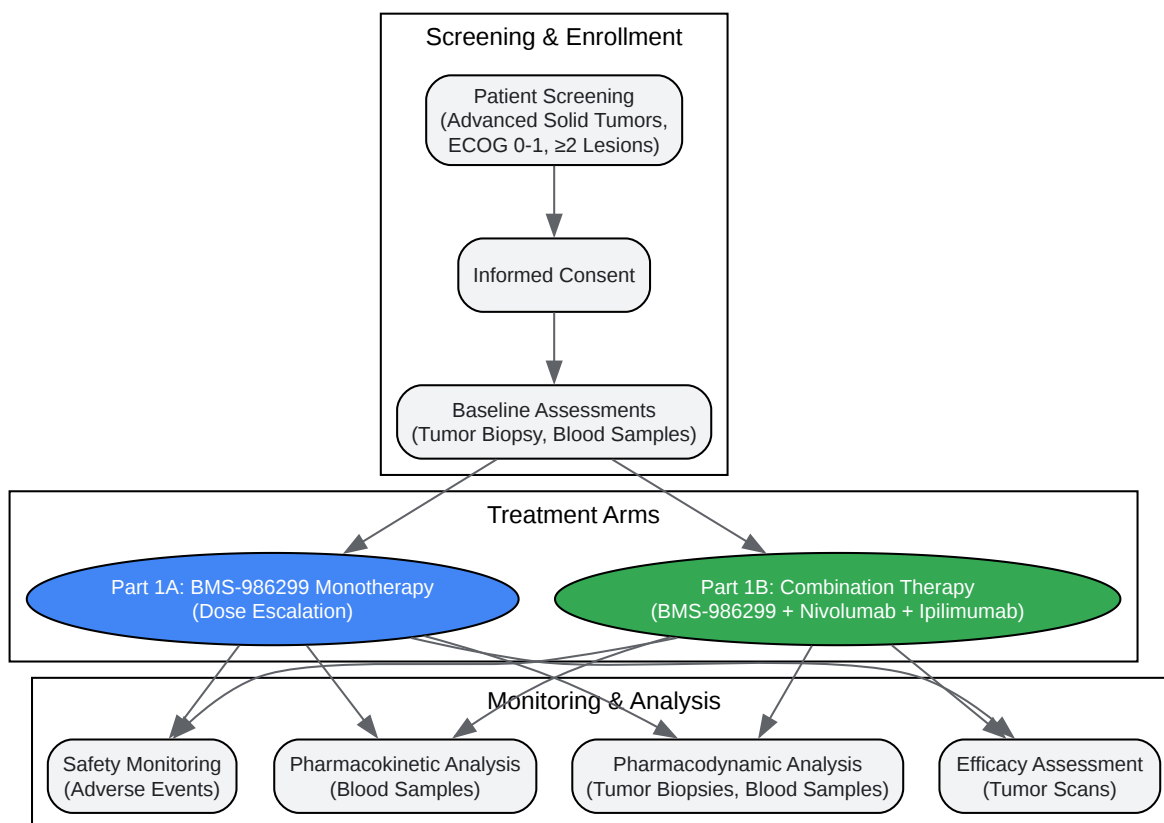 Screening & Enrollment
Patient Screening
(Advanced Solid Tumors,
ECOG 0-1, ≥2 Lesions)
Informed Consent
Baseline Assessments
(Tumor Biopsy, Blood Samples)
Treatment Arms
Part 1A: BMS-986299 Monotherapy
(Dose Escalation)
Part 1B: Combination Therapy
(BMS-986299 + Nivolumab + Ipilimumab)
Monitoring & Analysis
Safety Monitoring
(Adverse Events)
Pharmacokinetic Analysis
(Blood Samples)
Pharmacodynamic Analysis
(Tumor Biopsies, Blood Samples)
Efficacy Assessment
(Tumor Scans)